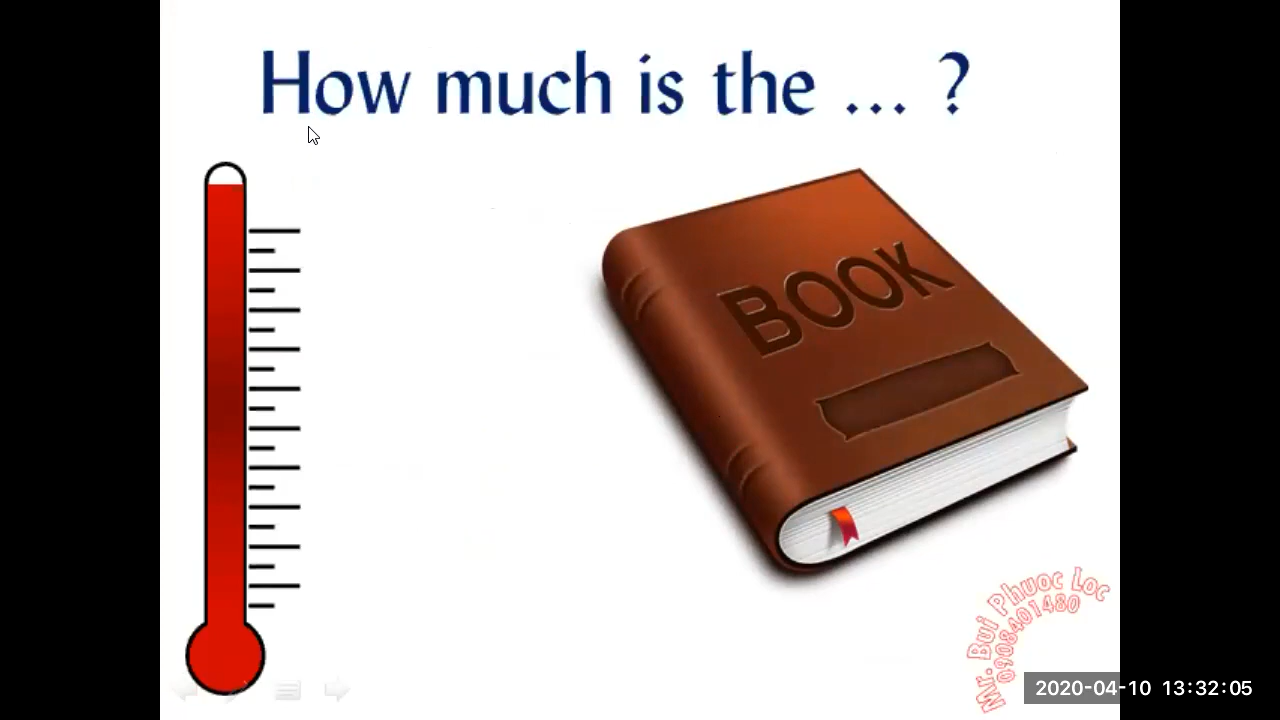 How much is the ... ?
BOOK
Mr. Bui Phuoc Loc
0908401480
2020-04-10 13:32:05